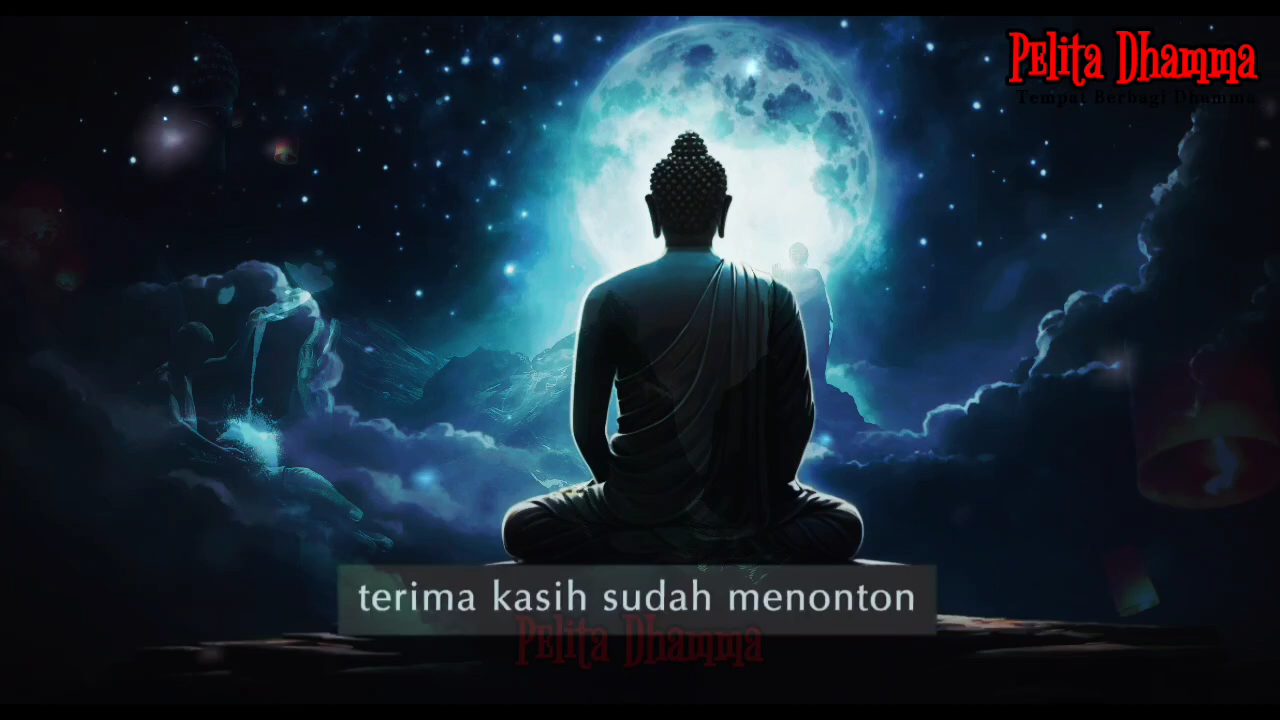 Pelita Dhamma
Tempat Berbagi Dhamma
terima kasih sudah menonton
Pelita Dhamma